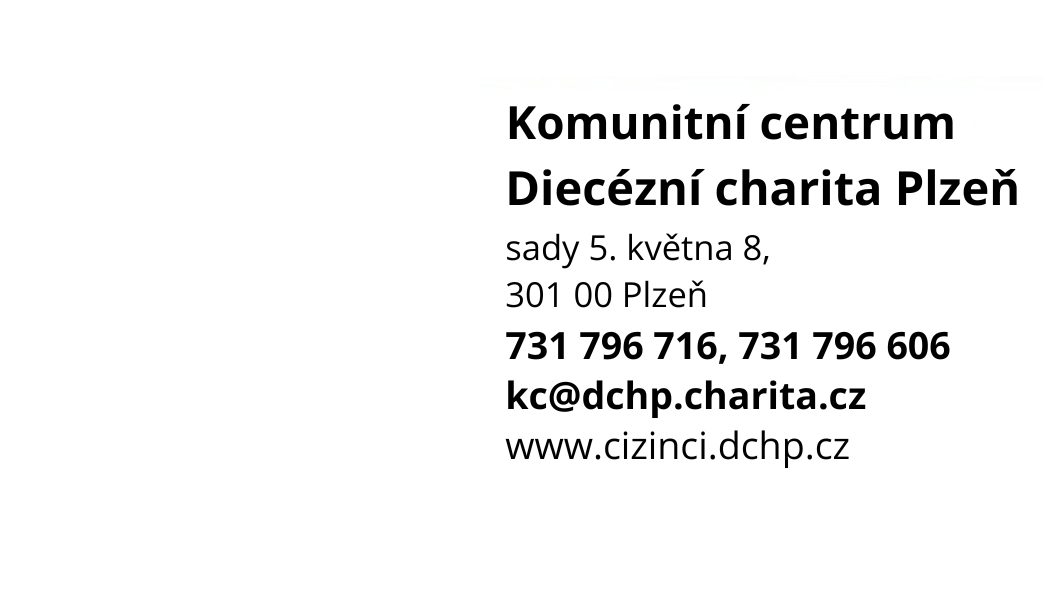 Komunitní centrum
Diecézní charita Plzeň
sady 5. května 8,
301 00 Plzeň
731 796 716, 731 796 606
kc@dchp.charita.cz
www.cizinci.dchp.cz